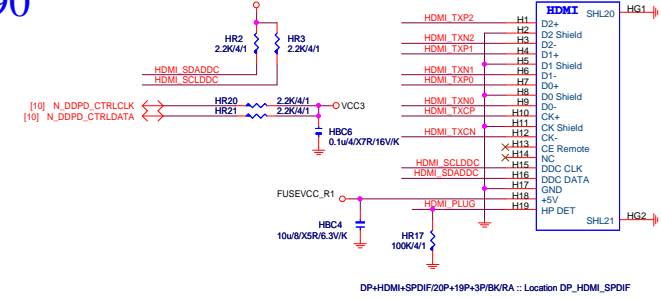 90
HDMI
SHL20 HG1
HR2 HR3
2.2K/4/1 2.2K/4/1
HDMI_TXP2 H1 D2+
H2 D2 Shield
HDMI_TXN2 H3 D2-
HDMI_TXP1 H4 D1+
H5 D1 Shield
HDMI_TXN1 H6 D1-
HDMI_TXP0 H7 D0+
H8 D0 Shield
HDMI_TXN0 H9 D0-
HDMI_TXCP H10 CK+
H11 CK Shield
HDMI_TXCN H12 CK-
H13 CE Remote
H14 NC
HDMI_SCLDDC H15 DDC CLK
HDMI_SDADDC H16 DDC DATA
H17 GND
H18 +5V
HDMI_PLUG H19 HP DET
SHL21 HG2
HDMI_SDADDC
HDMI_SCLDDC
[10] N_DDPD_CTRLCLK HR20 2.2K/4/1 VCC3
[10] N_DDPD_CTRLDATA HR21 2.2K/4/1
HBC6
0.1u/4/X7R/16V/K
FUSEVCC_R1
HBC4
10u/8/X5R/6.3V/K
HR17
100K/4/1
DP+HDMI+SPDIF/20P+19P+3P/BK/RA :: Location DP_HDMI_SPDIF